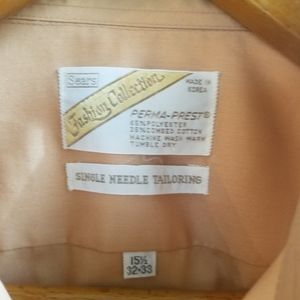 Sears
Fashion Collection
MADE IN
KOREA
PERMA-PREST®
65% POLYESTER
35% COMBED COTTON
MACHINE WASH WARM
TUMBLE DRY
SINGLE NEEDLE TAILORING
15½
32-33